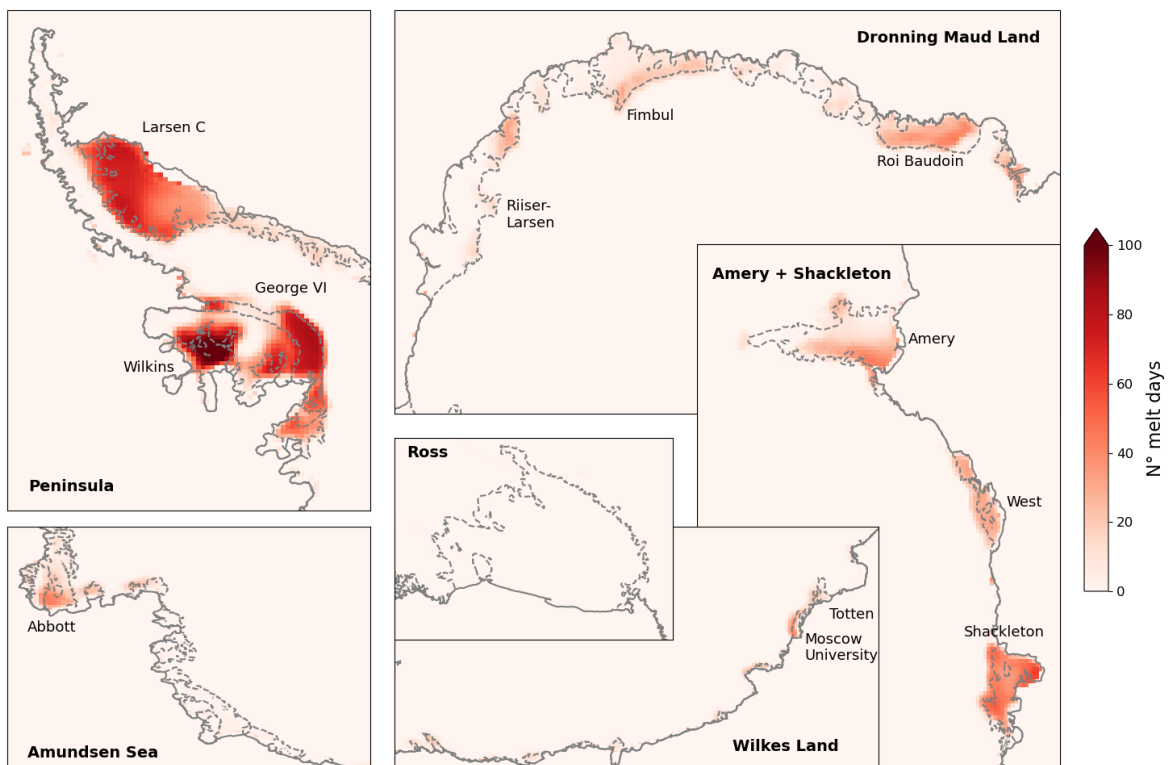 Larsen C
George VI
Wilkins
Peninsula
Dronning Maud Land
Fimbul
Roi Baudoin
Riiser-
Larsen
Amery + Shackleton
Amery
West
Shackleton
Ross
Totten
Moscow
University
Wilkes Land
Abbott
Amundsen Sea
100
80
60
40
20
0
N° melt days